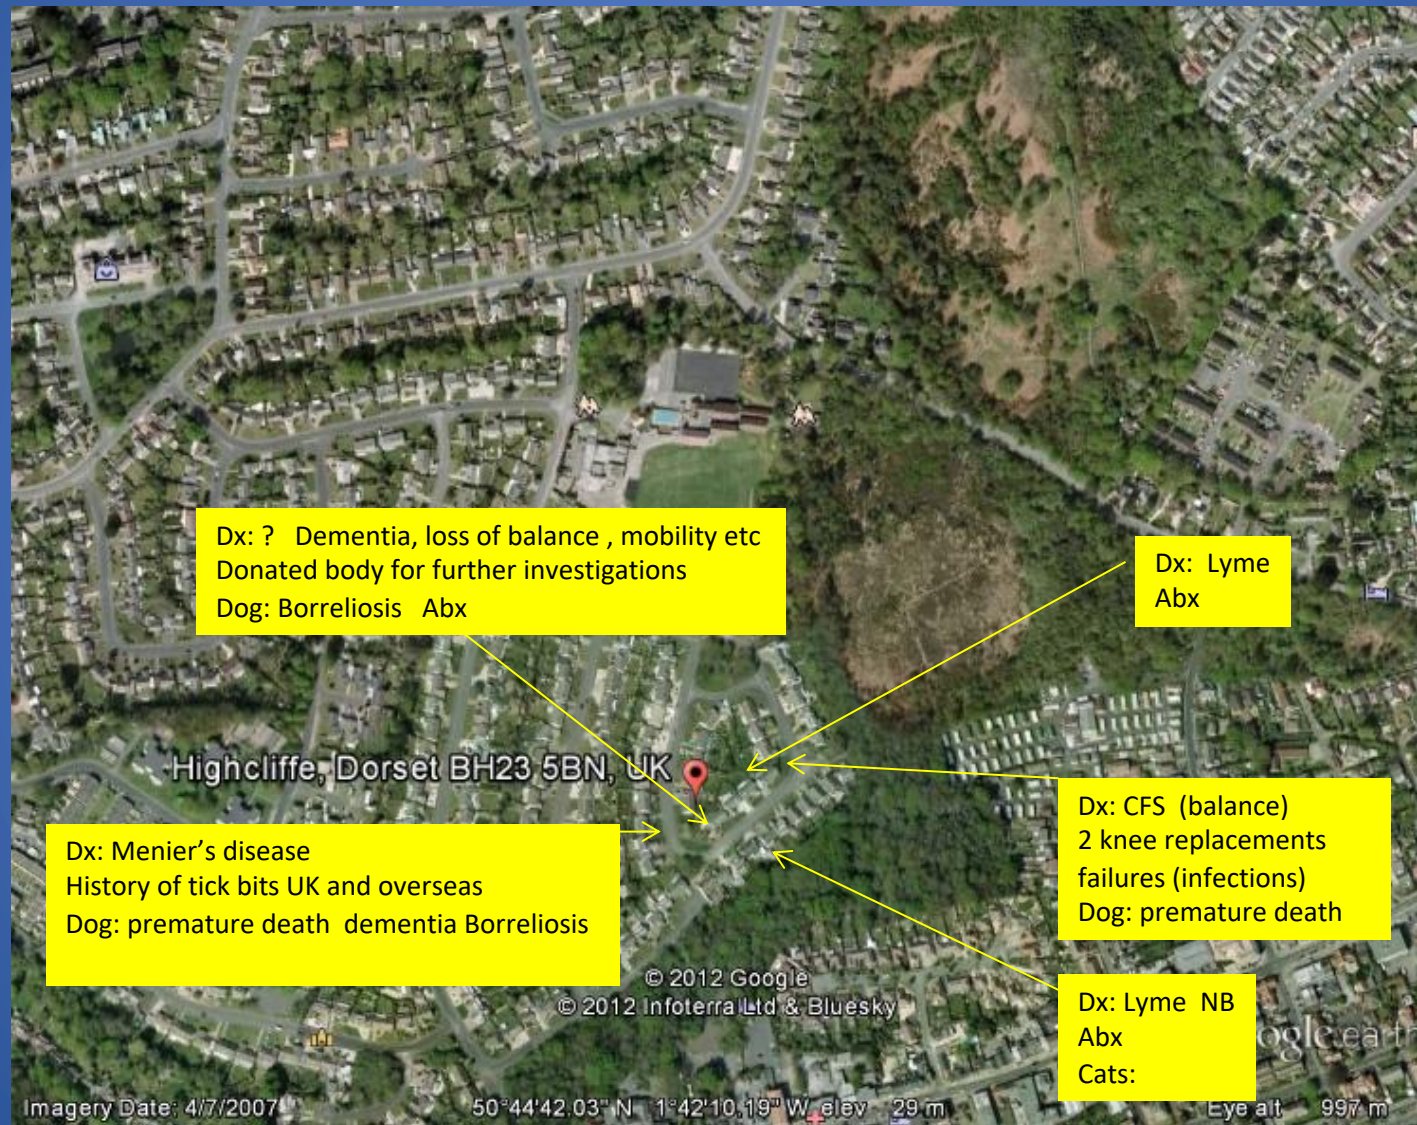 Dx: ?   Dementia, loss of balance , mobility etc
Donated body for further investigations
Dog: Borreliosis   Abx
Dx:  Lyme
Abx
Highcliffe, Dorset BH23 5BN, UK
Dx: Menier’s disease
History of tick bits UK and overseas
Dog: premature death  dementia Borreliosis
Dx: CFS  (balance)
2 knee replacements
failures (infections)
Dog: premature death
Dx: Lyme  NB
Abx
Cats:
© 2012 Google
© 2012 Infoterra Ltd & Bluesky
ogle earth
Imagery Date: 4/7/2007   50°44'42.03" N   1°42'10.19" W  elev   29 m   Eye alt   997 m